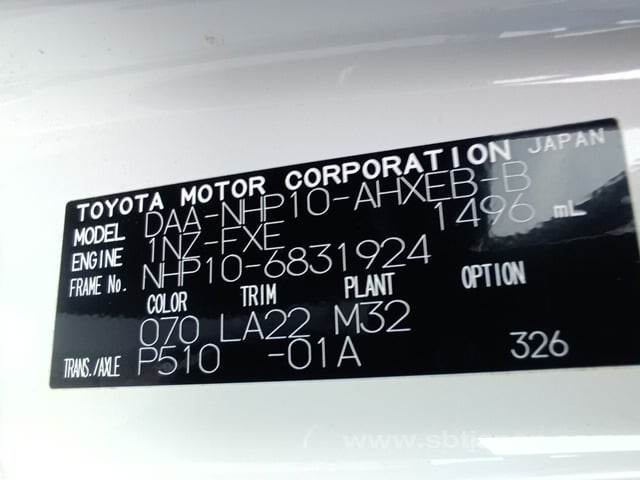 TOYOTA MOTOR CORPORATION JAPAN
MODEL DAA-NHP10-AHXEB-B
ENGINE 1NZ-FXE 1496 mL
FRAME No. NHP10-6831924
COLOR TRIM PLANT OPTION
070 LA22 M32
TRANS./AXLE P510 -01A 326